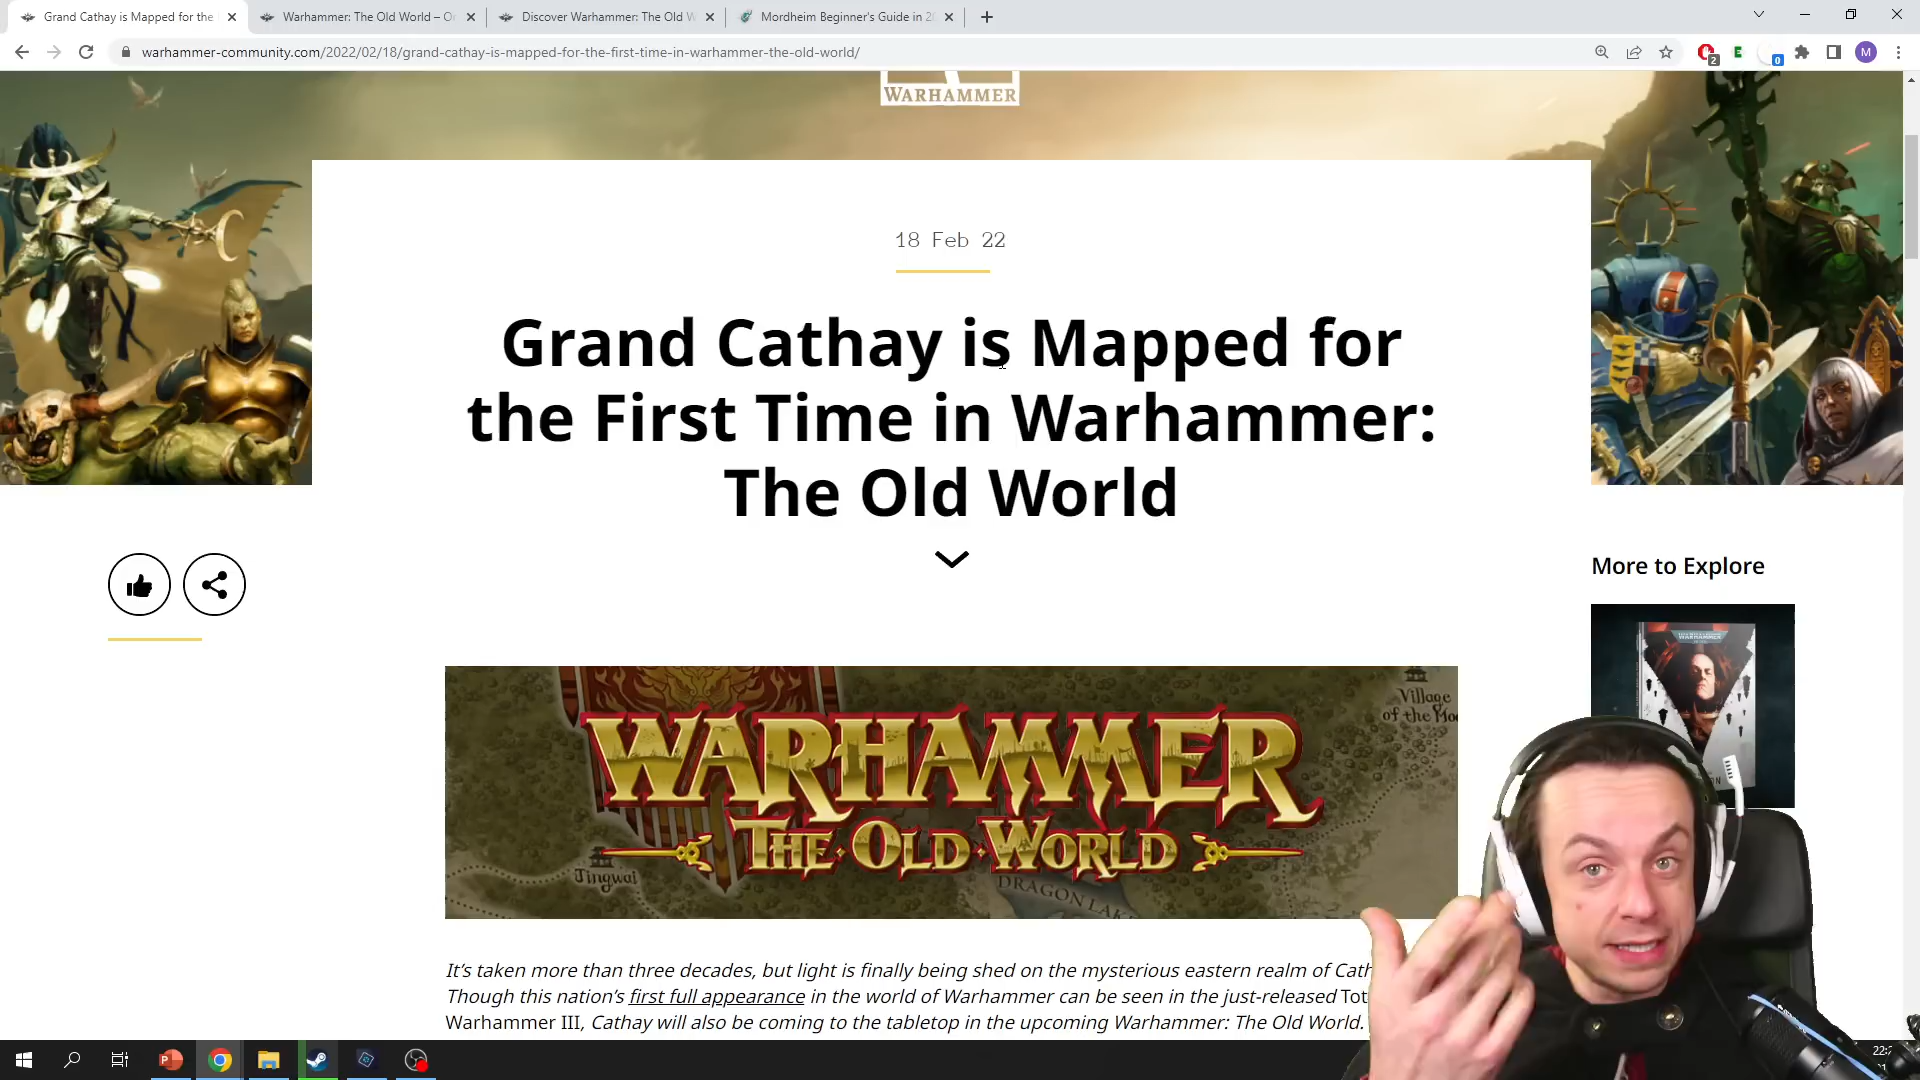 Grand Cathay is Mapped for the
Warhammer: The Old World – O
Discover Warhammer: The Old W
Mordheim Beginner's Guide in 2
warhammer-community.com/2022/02/18/grand-cathay-is-mapped-for-the-first-time-in-warhammer-the-old-world/
2
0
M
WARHAMMER
18 Feb 22
Grand Cathay is Mapped for
the First Time in Warhammer:
The Old World
More to Explore
Village
of the Moo
WARHAMMER
THE OLD WORLD
Jingwai
DRAGON LAK
It's taken more than three decades, but light is finally being shed on the mysterious eastern realm of Cath
Though this nation's first full appearance in the world of Warhammer can be seen in the just-released Tot
Warhammer III, Cathay will also be coming to the tabletop in the upcoming Warhammer: The Old World.